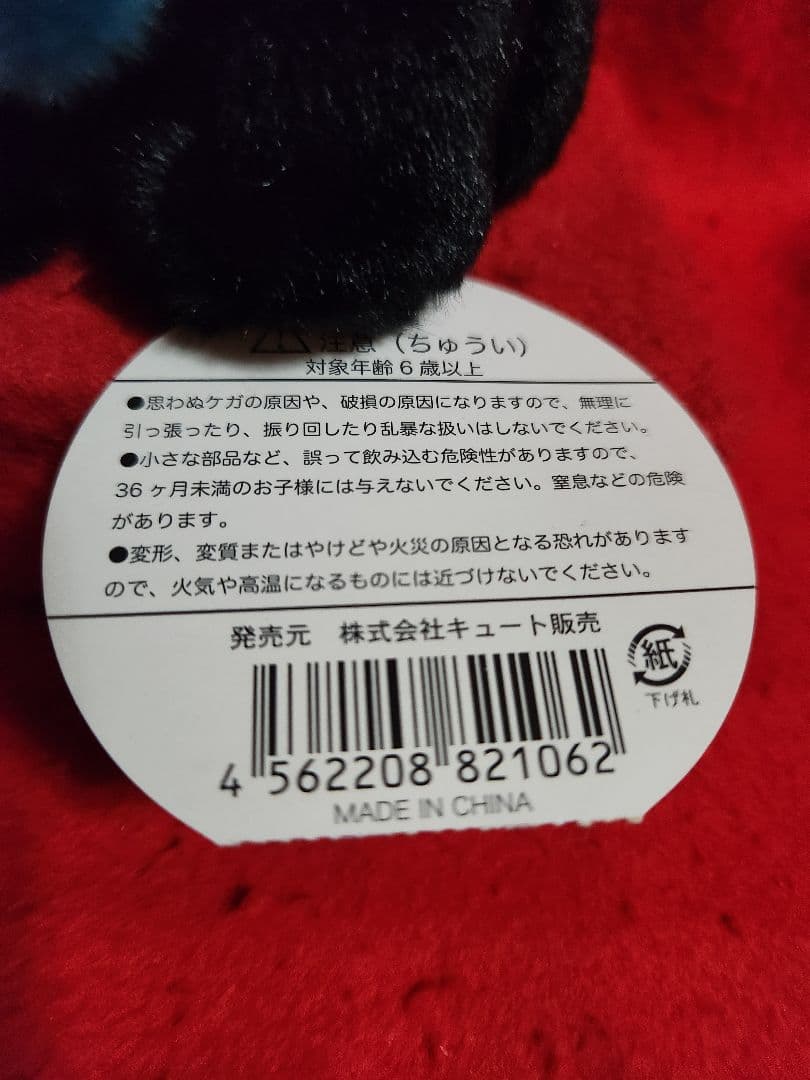 注意（ちゅうい）
対象年齢6歳以上
●思わぬケガの原因や、破損の原因になりますので、無理に
引っ張ったり、振り回したり乱暴な扱いはしないでください。
●小さな部品など、誤って飲み込む危険性がありますので、
36ヶ月未満のお子様には与えないでください。窒息などの危険
があります。
●変形、変質またはやけどや火災の原因となる恐れがあります
ので、火気や高温になるものには近づけないでください。
発売元　株式会社キュート販売
紙
下げ札
4 562208 821062
MADE IN CHINA